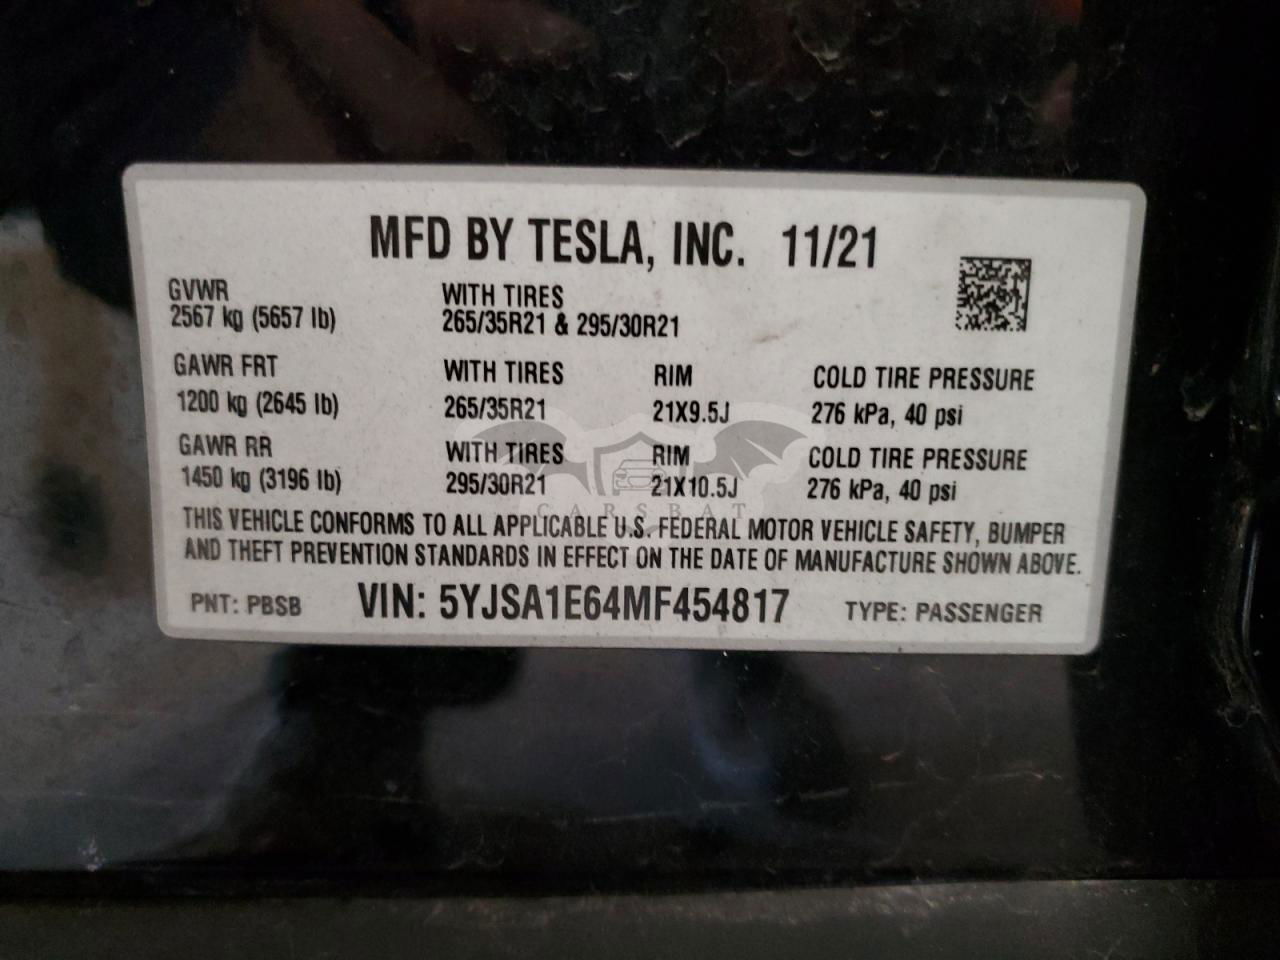 MFD BY TESLA, INC. 11/21
GVWR WITH TIRES
2567 kg (5657 lb) 265/35R21 & 295/30R21
GAWR FRT WITH TIRES RIM COLD TIRE PRESSURE
1200 kg (2645 lb) 265/35R21 21X9.5J 276 kPa, 40 psi
GAWR RR WITH TIRES RIM COLD TIRE PRESSURE
1450 kg (3196 lb) 295/30R21 21X10.5J 276 kPa, 40 psi
CARSBAT
THIS VEHICLE CONFORMS TO ALL APPLICABLE U.S. FEDERAL MOTOR VEHICLE SAFETY, BUMPER
AND THEFT PREVENTION STANDARDS IN EFFECT ON THE DATE OF MANUFACTURE SHOWN ABOVE.
PNT: PBSB VIN: 5YJSA1E64MF454817 TYPE: PASSENGER